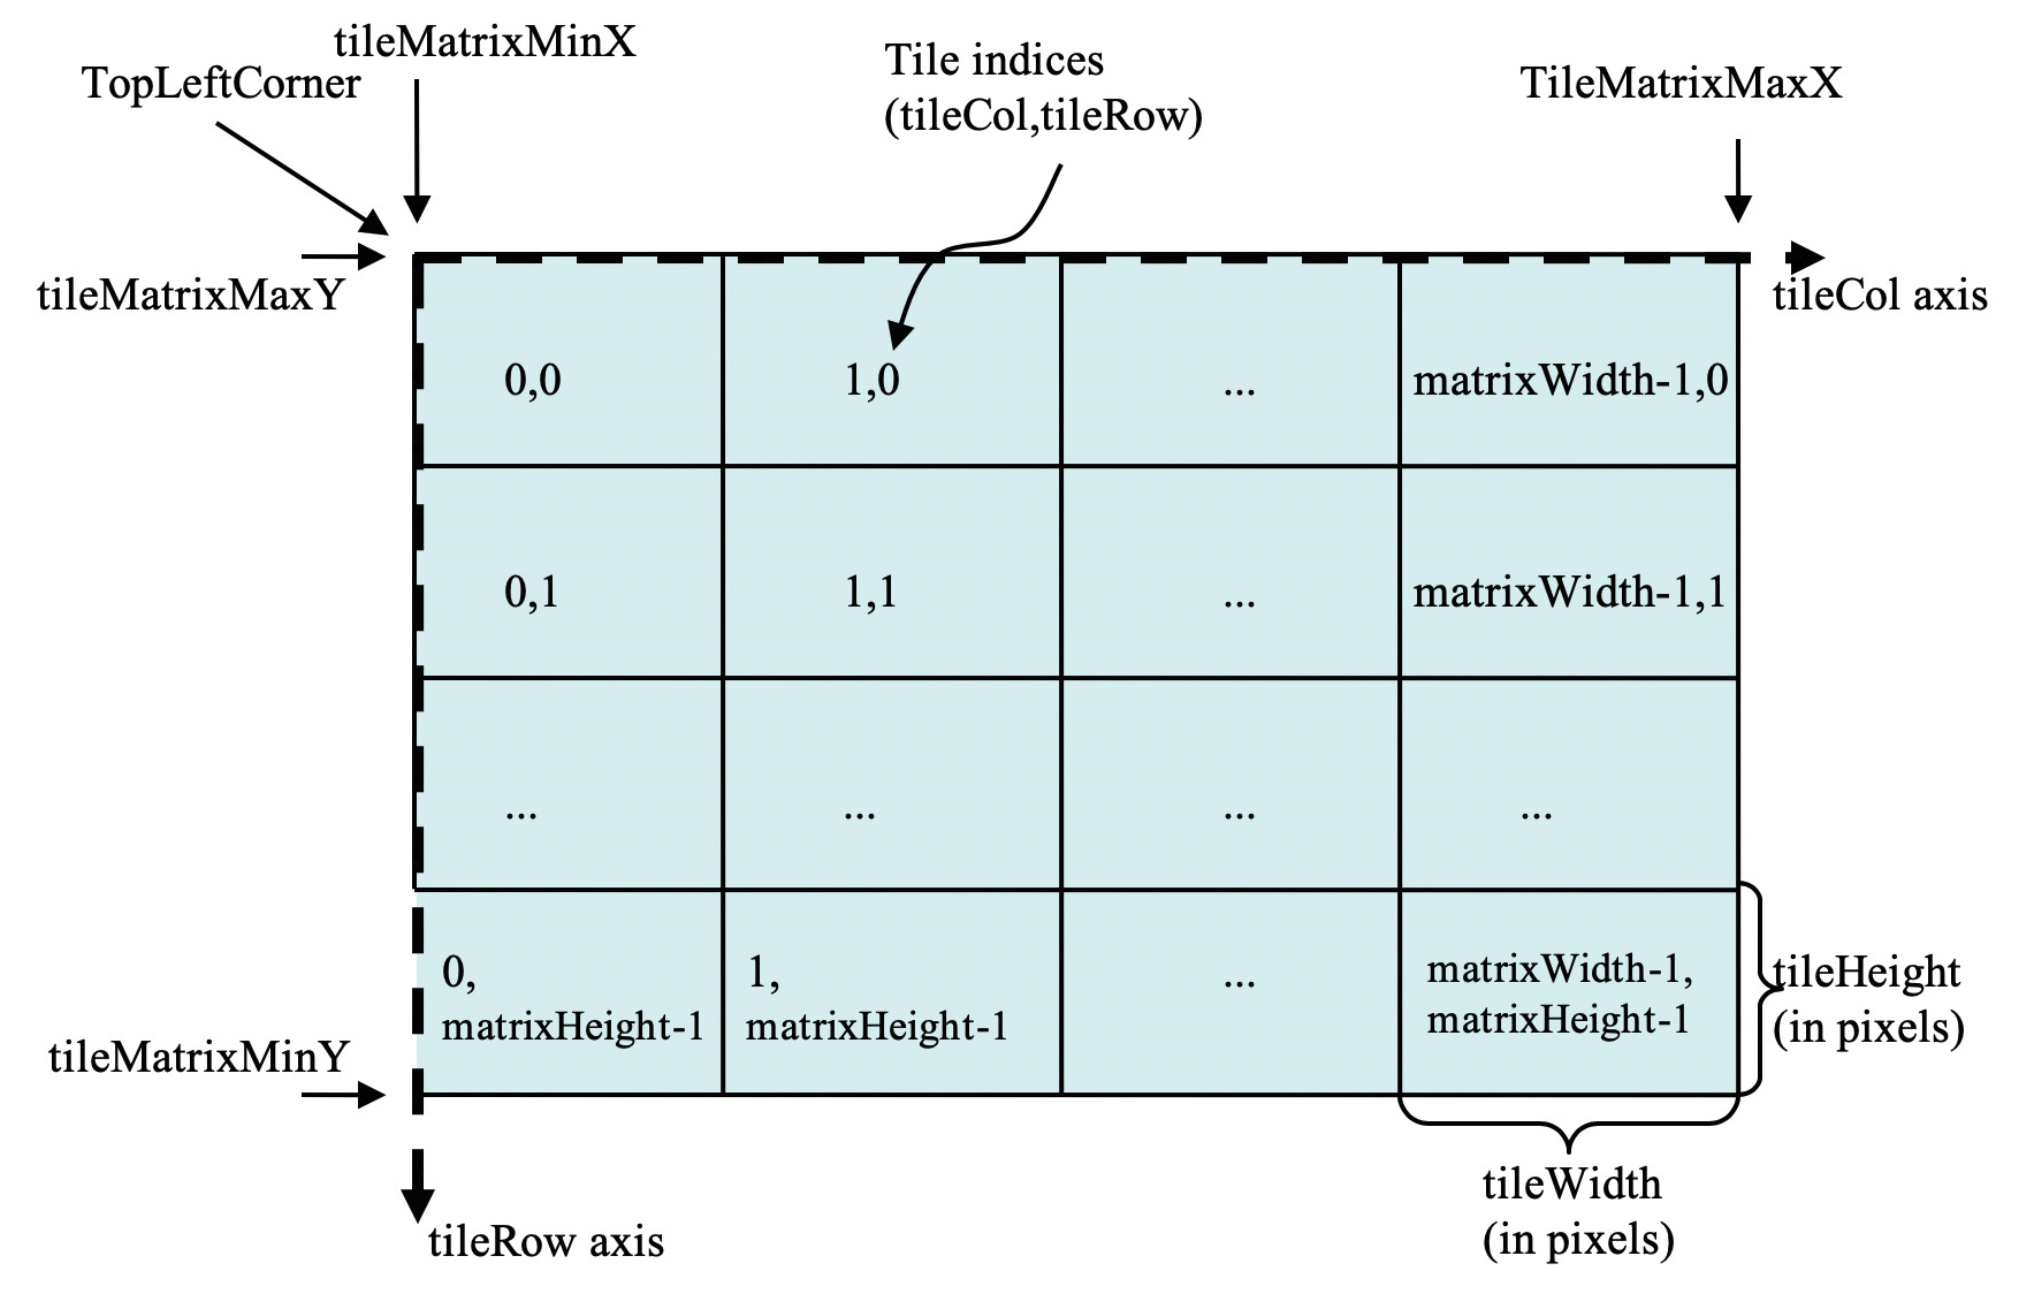 tileMatrixMinX
TopLeftCorner
Tile indices
(tileCol,tileRow)
TileMatrixMaxX
tileMatrixMaxY
tileCol axis
0,0
1,0
...
matrixWidth-1,0
0,1
1,1
...
matrixWidth-1,1
...
...
...
...
0,
matrixHeight-1
1,
matrixHeight-1
...
matrixWidth-1,
matrixHeight-1
tileHeight
(in pixels)
tileMatrixMinY
tileWidth
(in pixels)
tileRow axis